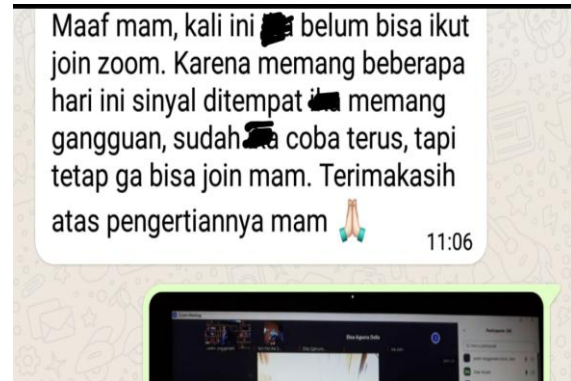 Maaf mam, kali ini belum bisa ikut
join zoom. Karena memang beberapa
hari ini sinyal ditempat memang
gangguan, sudah coba terus, tapi
tetap ga bisa join mam. Terimakasih
atas pengertiannya mam 🙏🏻
11:06